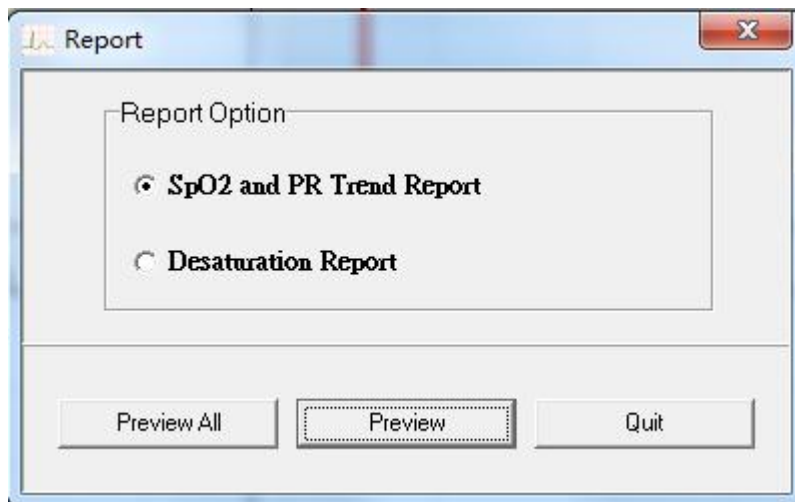 Report
Report Option
SpO2 and PR Trend Report
Desaturation Report
Preview All Preview Quit